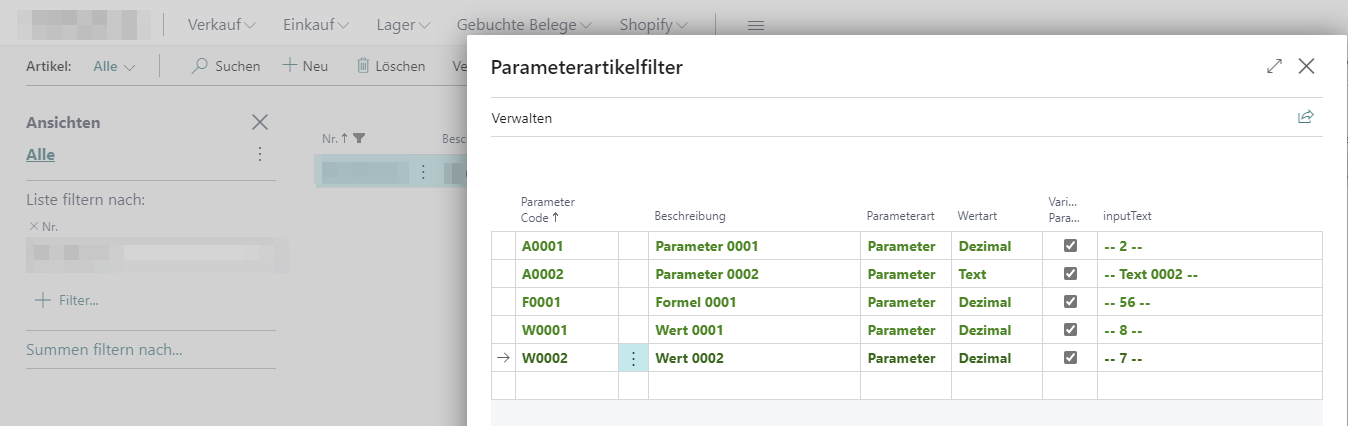 Verkauf Einkauf Lager Gebuchte Belege Shopify
Artikel: Alle Suchen Neu Löschen Ve
Parameterartikelfilter
Verwalten
Ansichten
Alle
Liste filtern nach:
× Nr.
Filter...
Summen filtern nach...
Nr. ↑ Besc
Parameter Code ↑ Beschreibung Parameterart Wertart Vari... Para... inputText
A0001 Parameter 0001 Parameter Dezimal -- 2 --
A0002 Parameter 0002 Parameter Text -- Text 0002 --
F0001 Formel 0001 Parameter Dezimal -- 56 --
W0001 Wert 0001 Parameter Dezimal -- 8 --
W0002 Wert 0002 Parameter Dezimal -- 7 --